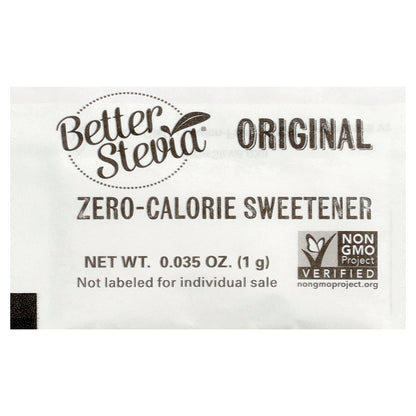 Better
Stevia®
ORIGINAL
ZERO-CALORIE SWEETENER
NET WT. 0.035 OZ. (1 g)
Not labeled for individual sale
NON
GMO
Project
VERIFIED
nongmoproject.org